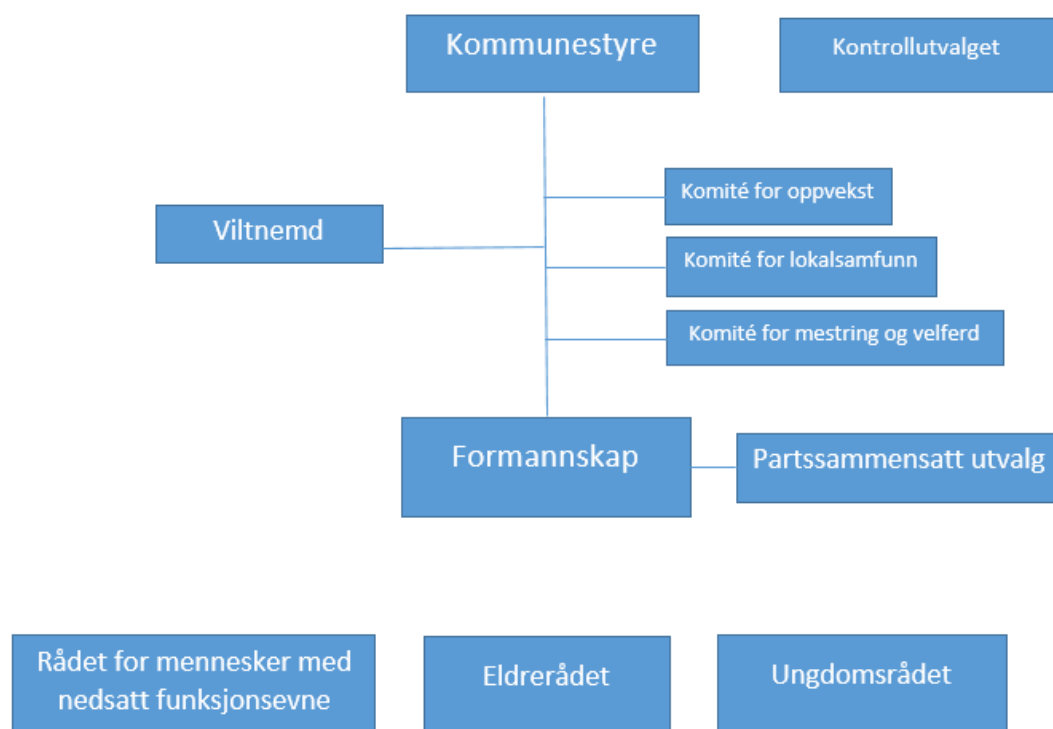 Kommunestyre
Kontrollutvalget
Komité for oppvekst
Viltnemd
Komité for lokalsamfunn
Komité for mestring og velferd
Formannskap
Partssammensatt utvalg
Rådet for mennesker med
nedsatt funksjonsevne
Eldrerådet
Ungdomsrådet